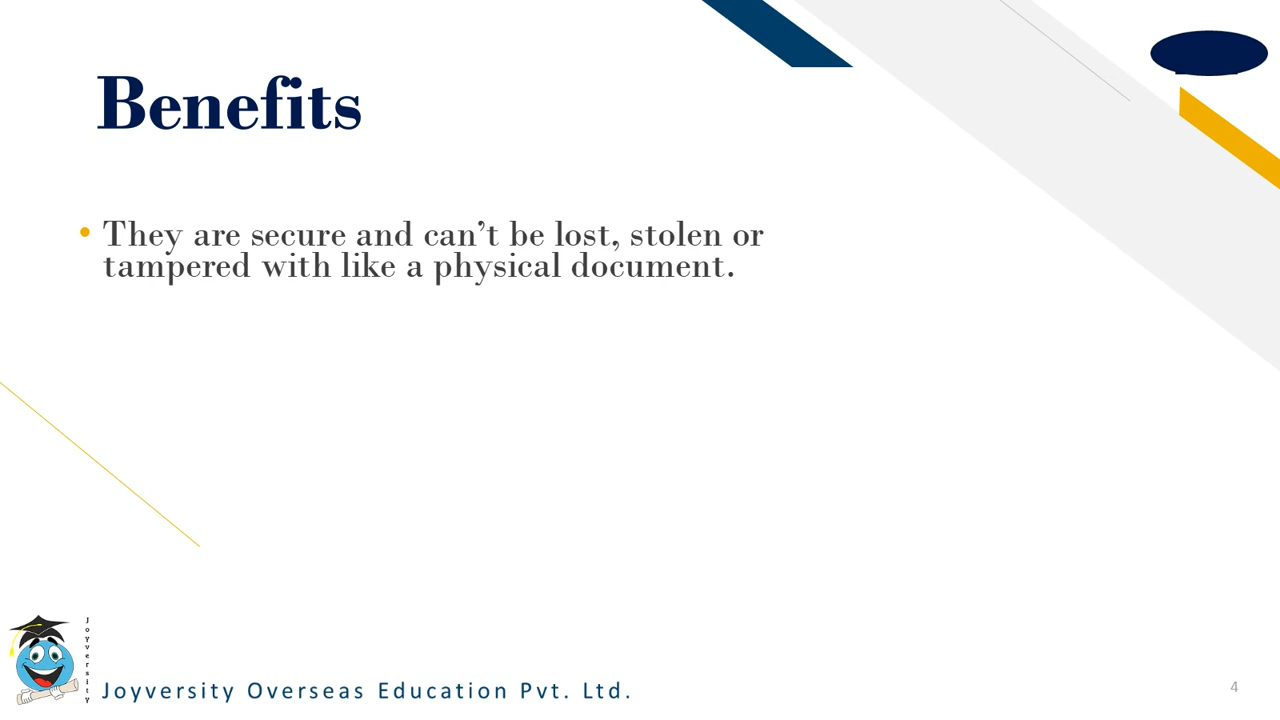 Benefits
• They are secure and can’t be lost, stolen or
tampered with like a physical document.
Joyversity
Joyversity Overseas Education Pvt. Ltd.
4